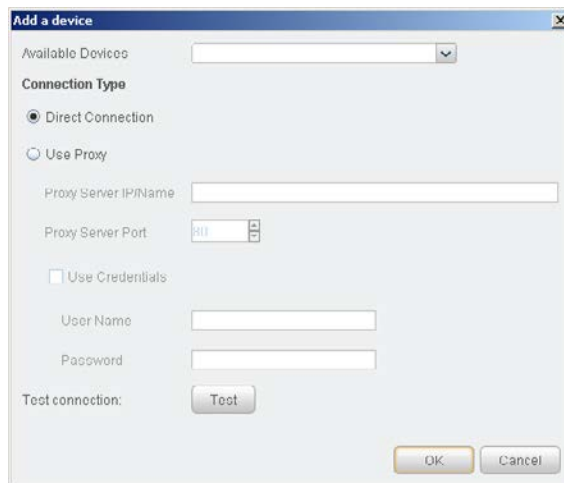 Add a device
Available Devices
Connection Type
Direct Connection
Use Proxy
Proxy Server IP/Name
Proxy Server Port 80
Use Credentials
User Name
Password
Test connection: Test
OK Cancel